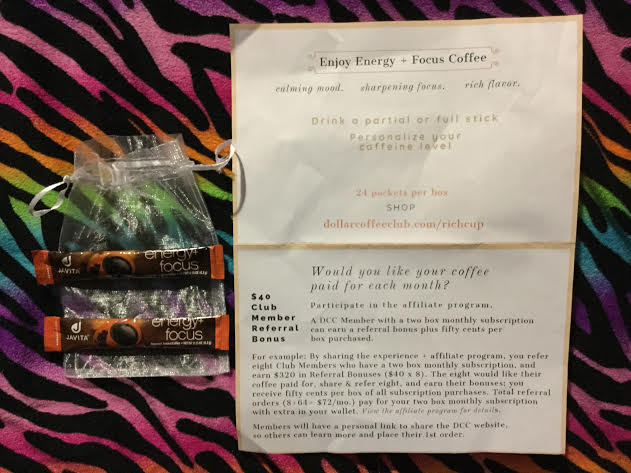 Enjoy Energy + Focus Coffee
calming mood. sharpening focus. rich flavor.
Drink a partial or full stick
Personalize your
caffeine level
24 packets per box
SHOP
dollarcoffeeclub.com/richcup
Would you like your coffee
paid for each month?
$40
Club
Member
Referral
Bonus
Participate in the affiliate program.
A DCC Member with a two box monthly subscription
can earn a referral bonus plus fifty cents per
box purchased.
For example: By sharing the experience + affiliate program, you refer
eight Club Members who have a two box monthly subscription, and
earn $320 in Referral Bonuses ($40 x 8). The eight would like their
coffee paid for, share & refer eight, and earn their bonuses; you
receive fifty cents per box of all subscription purchases. Total referral
orders (8+64= $72/mo.) pay for your two box monthly subscription
with extra in your wallet. View the affiliate program for details.
Members will have a personal link to share the DCC website,
so others can learn more and place their 1st order.
JAVITA
energy+
focus
JAVITA
energy+
focus